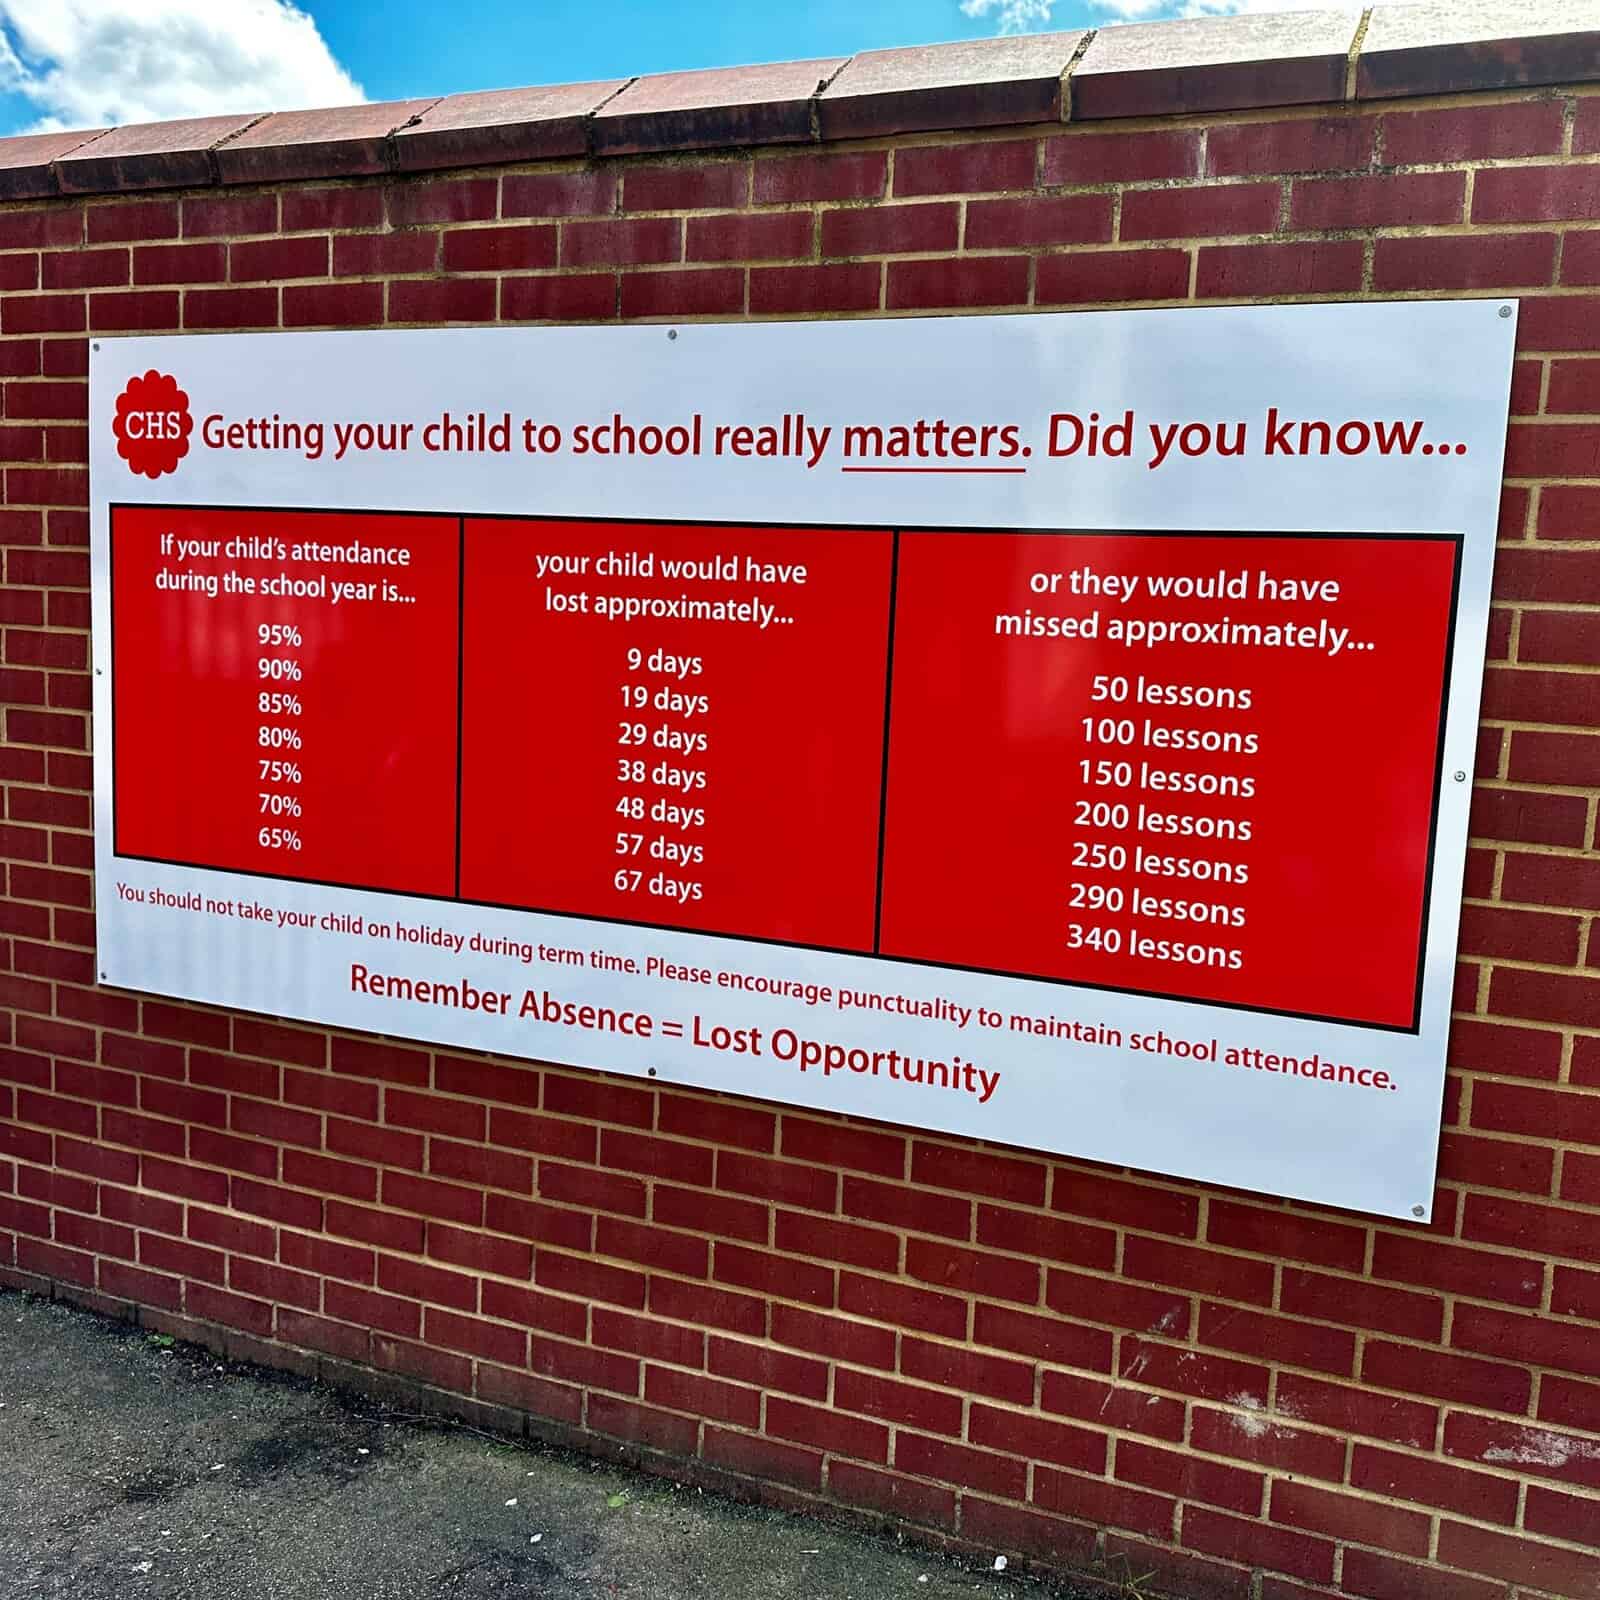 CHS
Getting your child to school really matters. Did you know...
If your child's attendance
during the school year is...
95%
90%
85%
80%
75%
70%
65%
your child would have
lost approximately...
9 days
19 days
29 days
38 days
48 days
57 days
67 days
or they would have
missed approximately...
50 lessons
100 lessons
150 lessons
200 lessons
250 lessons
290 lessons
340 lessons
You should not take your child on holiday during term time. Please encourage punctuality to maintain school attendance.
Remember Absence = Lost Opportunity